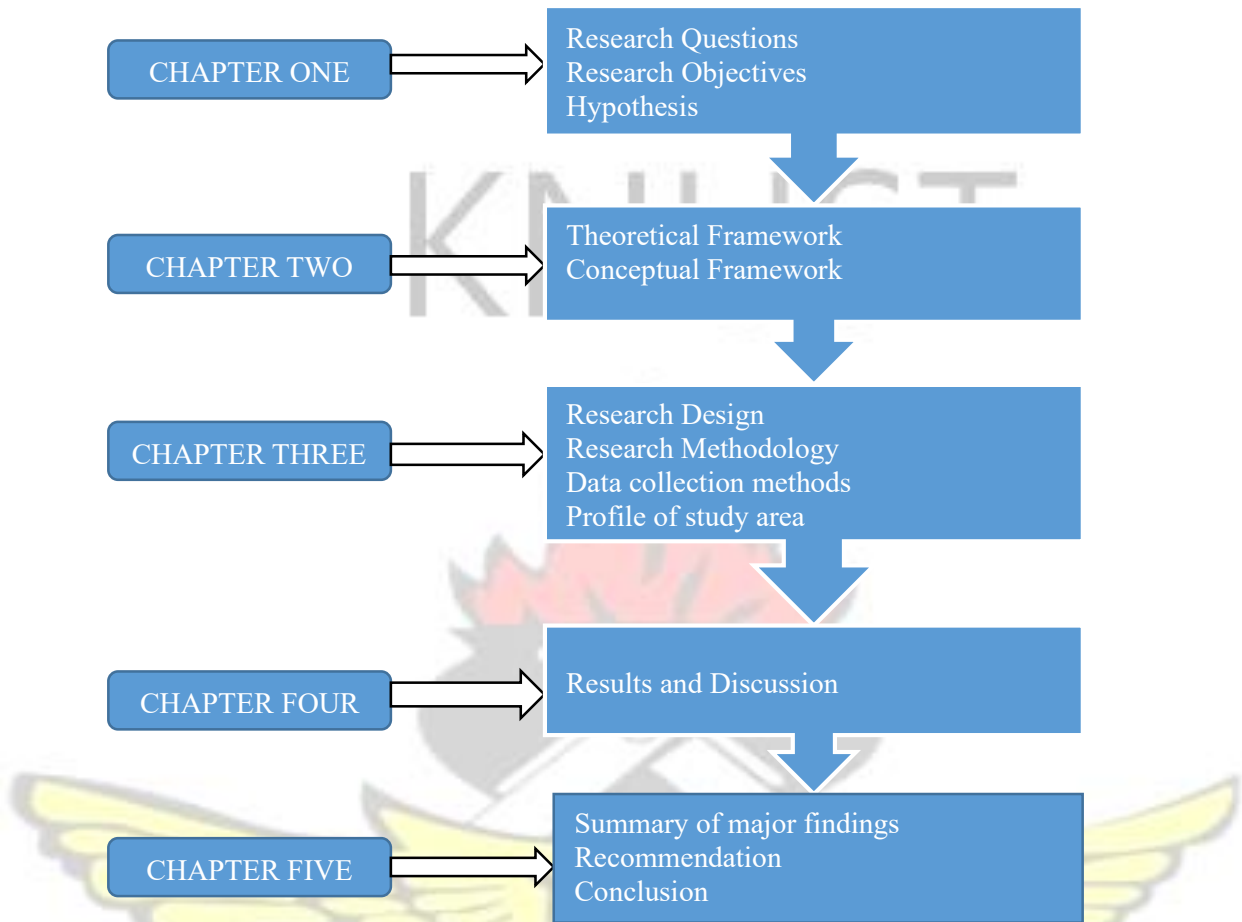 CHAPTER ONE
Research Questions
Research Objectives
Hypothesis
KNUST
CHAPTER TWO
Theoretical Framework
Conceptual Framework
CHAPTER THREE
Research Design
Research Methodology
Data collection methods
Profile of study area
CHAPTER FOUR
Results and Discussion
CHAPTER FIVE
Summary of major findings
Recommendation
Conclusion